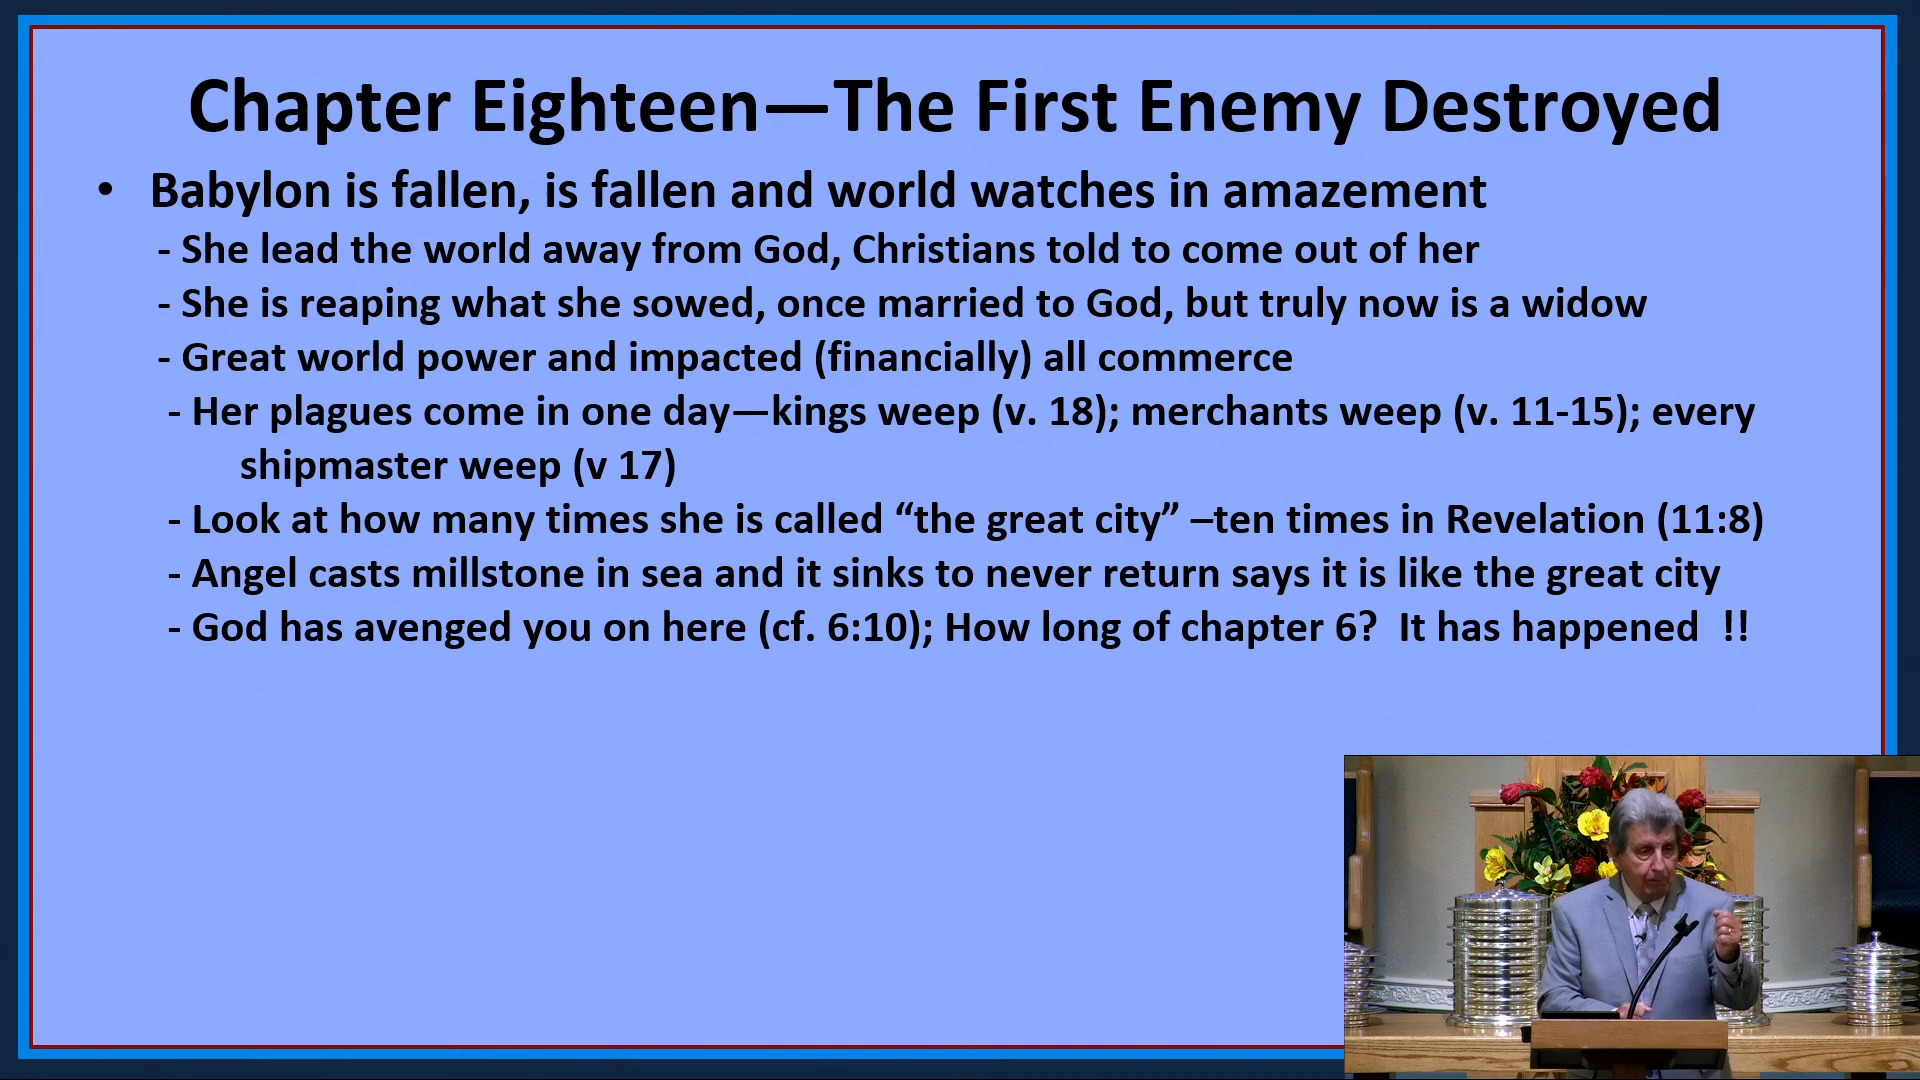 Chapter Eighteen—The First Enemy Destroyed
• Babylon is fallen, is fallen and world watches in amazement
- She lead the world away from God, Christians told to come out of her
- She is reaping what she sowed, once married to God, but truly now is a widow
- Great world power and impacted (financially) all commerce
- Her plagues come in one day—kings weep (v. 18); merchants weep (v. 11-15); every
shipmaster weep (v 17)
- Look at how many times she is called “the great city” –ten times in Revelation (11:8)
- Angel casts millstone in sea and it sinks to never return says it is like the great city
- God has avenged you on here (cf. 6:10); How long of chapter 6?  It has happened  !!